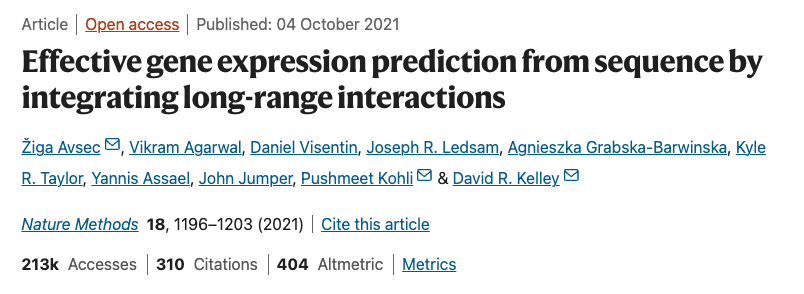 Article | Open access | Published: 04 October 2021
Effective gene expression prediction from sequence by
integrating long-range interactions
Žiga Avsec, Vikram Agarwal, Daniel Visentin, Joseph R. Ledsam, Agnieszka Grabska-Barwinska, Kyle
R. Taylor, Yannis Assael, John Jumper, Pushmeet Kohli & David R. Kelley
Nature Methods 18, 1196–1203 (2021) | Cite this article
213k Accesses | 310 Citations | 404 Altmetric | Metrics